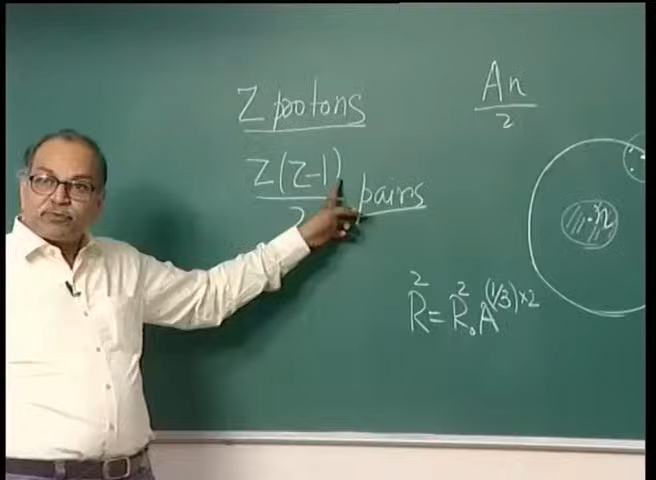 Z protons
Z(Z-1)/2 pairs
An/2
n
R² = R₀² A^(1/3)×2